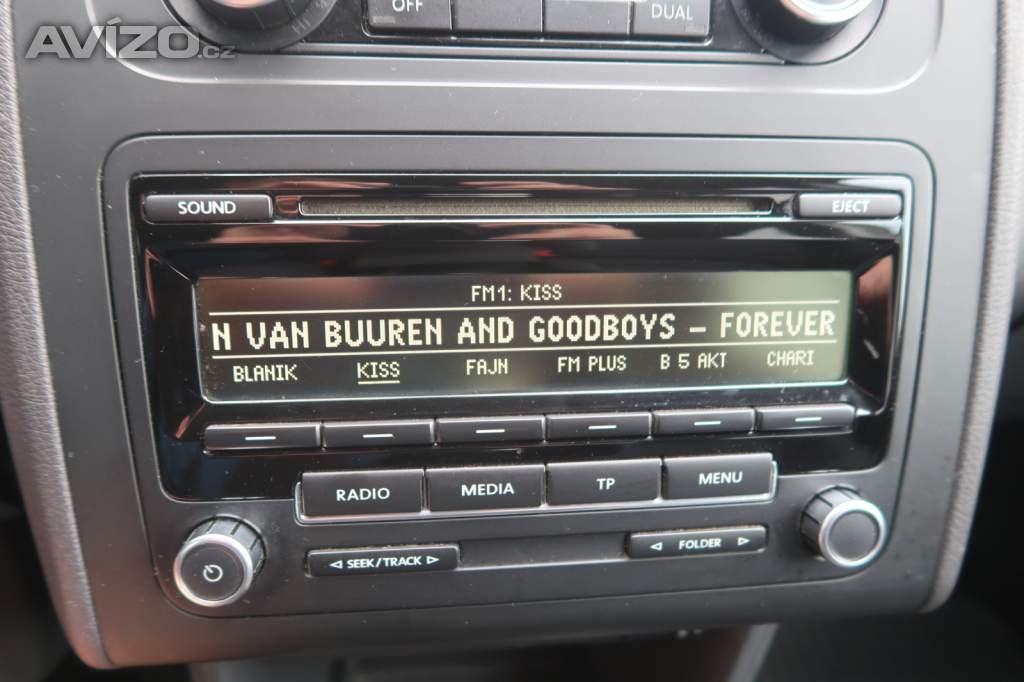 AVÍZO.cz
OFF
DUAL
SOUND
EJECT
FM1: KISS
N VAN BUUREN AND GOODBOYS – FOREVER
BLANIK KISS FAJN FM PLUS B 5 AKT CHARI
RADIO MEDIA TP MENU
◁ SEEK/TRACK ▷
◁ FOLDER ▷